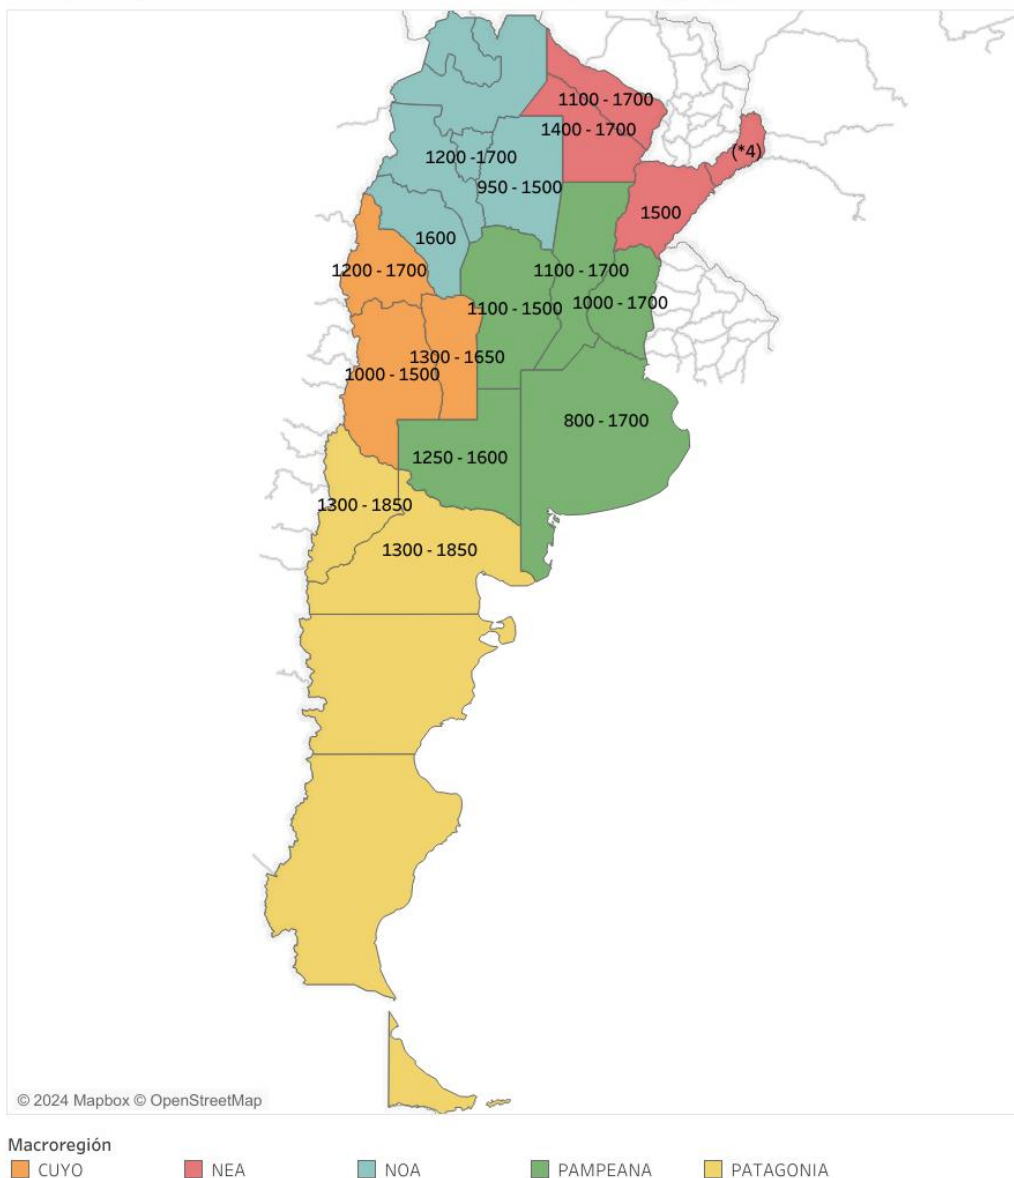 1100 - 1700
1400 - 1700
(*4)
1200 -1700
950 - 1500
1500
1600
1200 - 1700
1100 - 1700
1000 - 1700
1100 - 1500
1300 - 1650
1000 - 1500
800 - 1700
1250 - 1600
1300 - 1850
1300 - 1850
© 2024 Mapbox © OpenStreetMap
Macroregión
CUYO NEA NOA PAMPEANA PATAGONIA